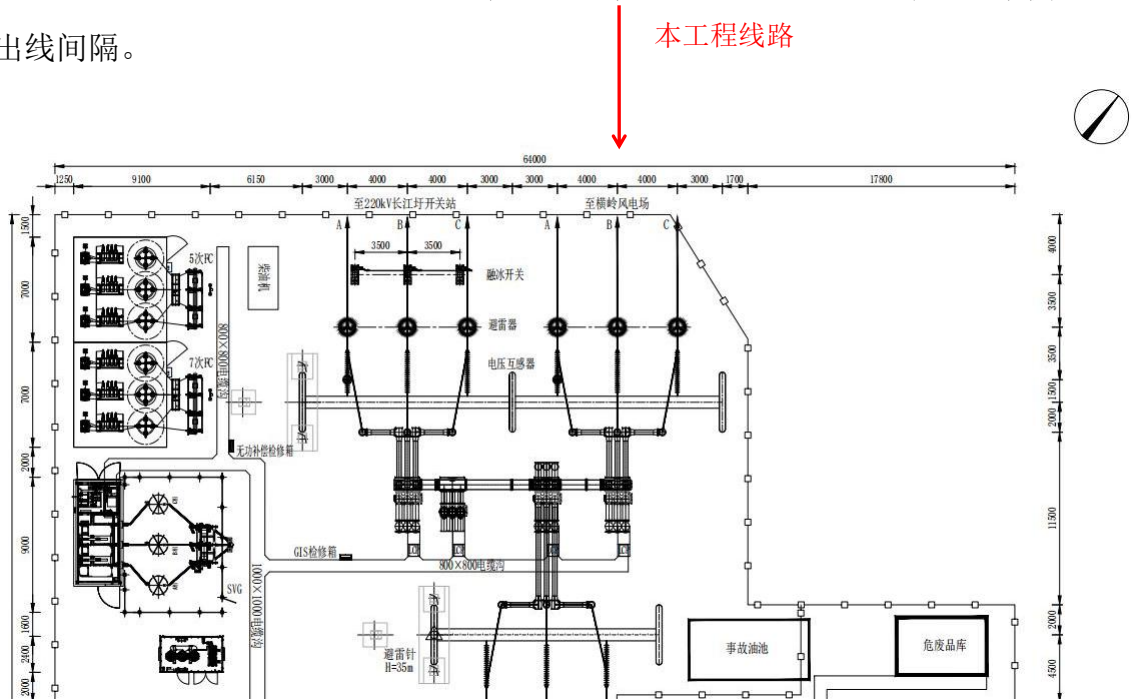 本工程线路
出线间隔。
64000
1250 9100 6150 3000 4000 4000 3000 3000 4000 4000 3000 1700 17800
至220kV长江圩开关站 至横岭风电场
A B C A B C
1500
4000
3500 3500
5次FC
柴油机
融冰开关
7000
3500
避雷器
800×800电缆沟
3500
7次FC
电压互感器
7000
1500
2000
无功补偿检修箱
2000
11500
9000
GIS检修箱
800×800电缆沟
1000×1000电缆沟
SVG
1600
2000
2400
避雷针
H=35m
事故油池
危废品库
4500
2000